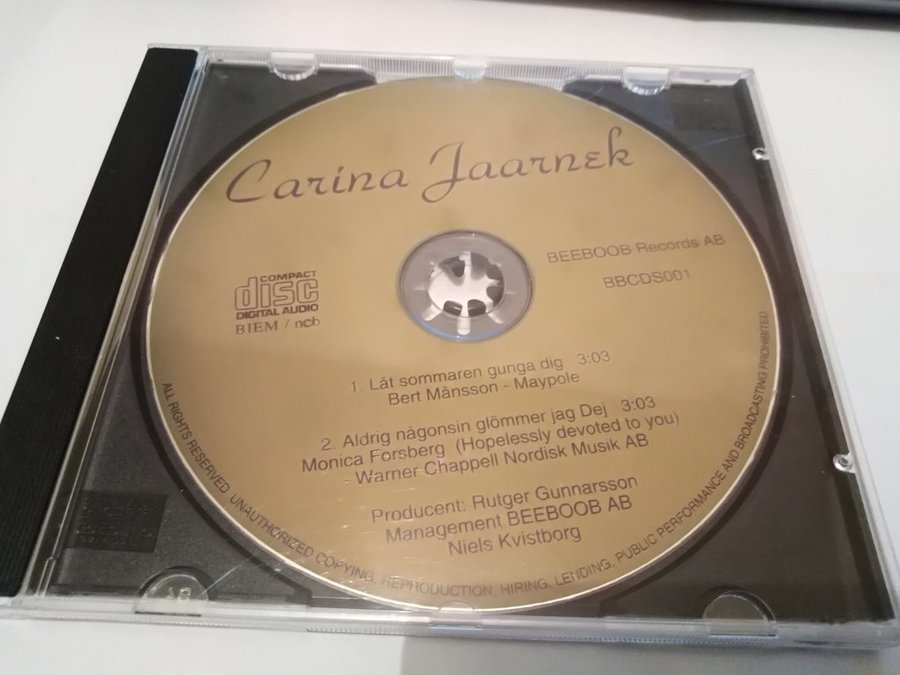 Carina Jaarnek
BEEBOOB Records AB
BBCDS001
COMPACT
disc
DIGITAL AUDIO
BIEM / ncb
1. Låt sommaren gunga dig 3:03
Bert Månsson - Maypole
2. Aldrig någonsin glömmer jag Dej 3:03
Monica Forsberg (Hopelessly devoted to you)
- Warner Chappell Nordisk Musik AB
Producent: Rutger Gunnarsson
Management BEEBOOB AB
Niels Kvistborg
ALL RIGHTS RESERVED. UNAUTHORIZED COPYING, REPRODUCTION, HIRING, LENDING, PUBLIC PERFORMANCE AND BROADCASTING PROHIBITED